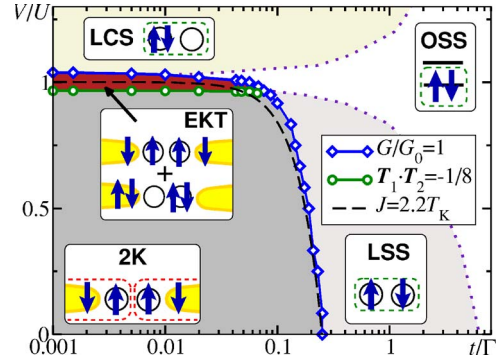 V/U
LCS
OSS
1
EKT
+
G/G₀=1
T₁·T₂=-1/8
J=2.2T_K
0.5
2K
LSS
0
0.001
0.01
0.1
1
t/Γ